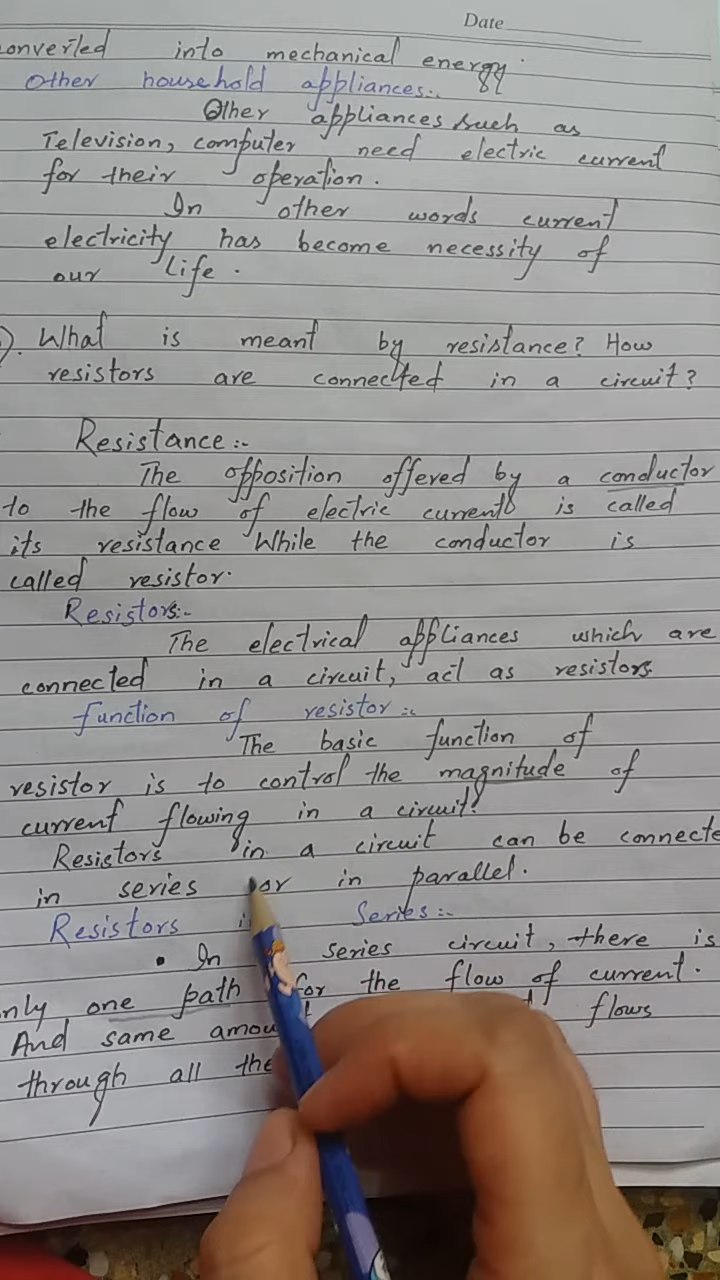 Date
onverted into mechanical energy.
Other household appliances:.
Other appliances such as
Television, computer need electric current
for their operation.
In other words current
electricity has become necessity of
our life.
). What is meant by resistance? How
resistors are connected in a circuit?
Resistance:-
The opposition offered by a conductor
to the flow of electric current is called
its resistance While the conductor is
called resistor.
Resistors:-
The electrical appliances which are
connected in a circuit, act as resistors
function of resistor:.
The basic function of
resistor is to control the magnitude of
current flowing in a circuit.
Resistors in a circuit can be connecte
in series or in parallel.
Resistors Series:-
• In series circuit, there is
nly one path for the flow of current.
And same amou flows
through all the